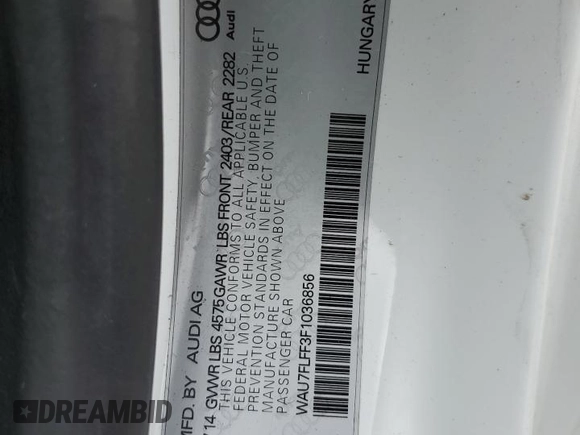 MFD. BY AUDI AG
/14 GVWR LBS 4575 GAWR LBS FRONT 2403/REAR 2282
THIS VEHICLE CONFORMS TO ALL APPLICABLE U.S.
FEDERAL MOTOR VEHICLE SAFETY, BUMPER AND THEFT
PREVENTION STANDARDS IN EFFECT ON THE DATE OF
MANUFACTURE SHOWN ABOVE
PASSENGER CAR
WAU7FLFF3F1036856
Audi
HUNGARY
DREAMBID